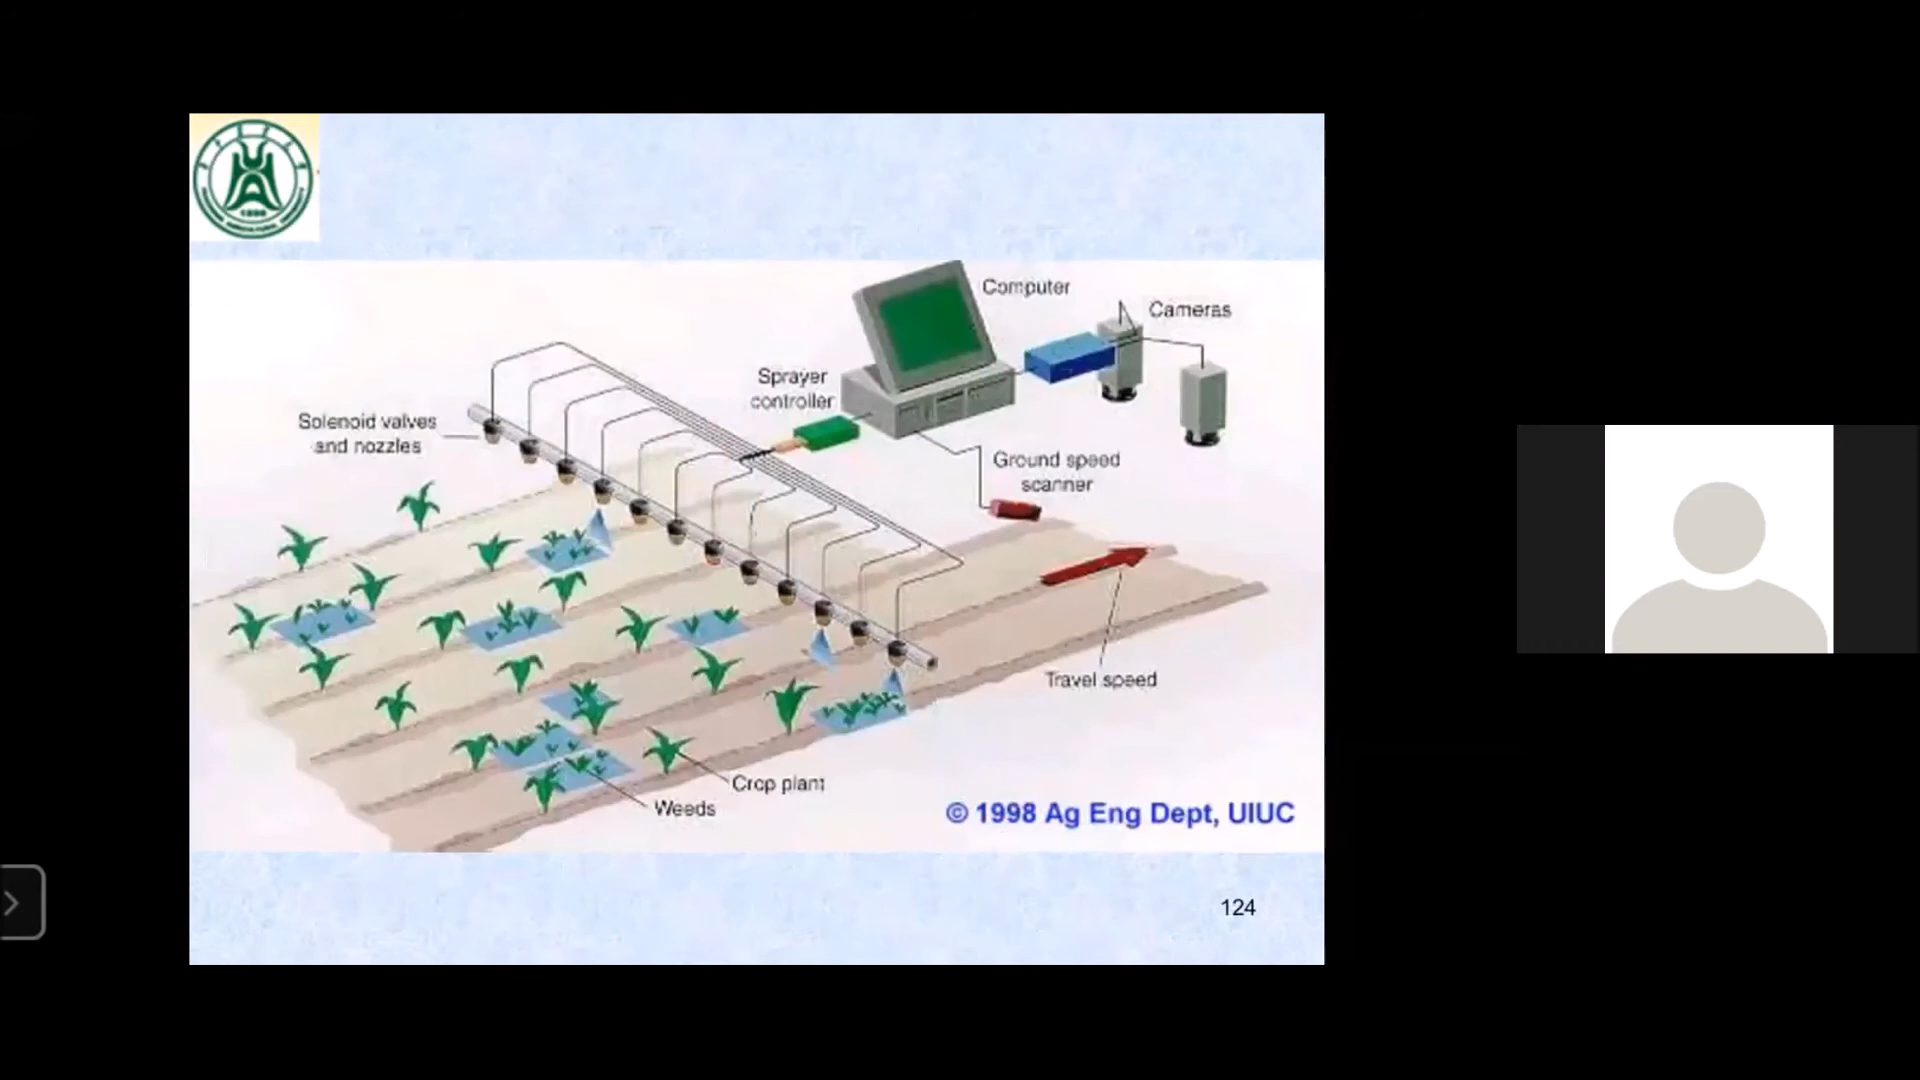 Computer
Cameras
Sprayer
controller
Solenoid valves
and nozzles
Ground speed
scanner
Travel speed
Crop plant
Weeds
© 1998 Ag Eng Dept, UIUC
124